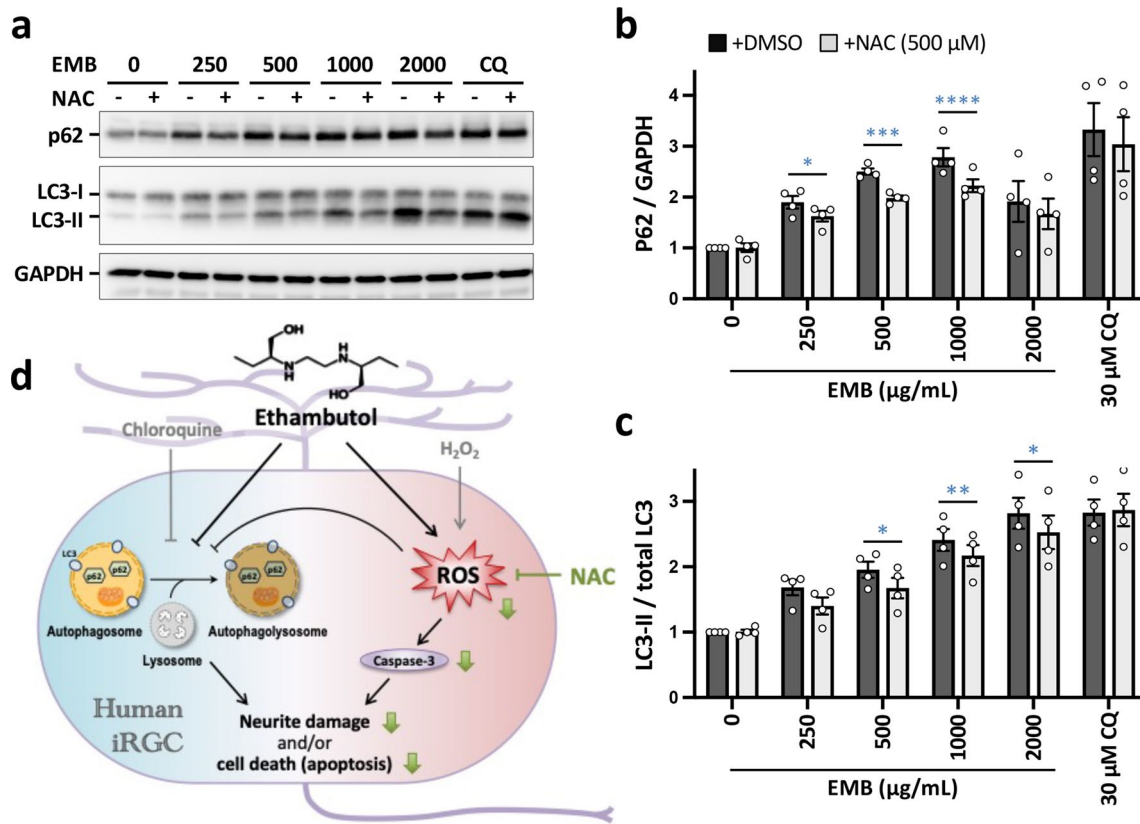 a
EMB 0 250 500 1000 2000 CQ
NAC - + - + - + - + - + - +
p62
LC3-I
LC3-II
GAPDH
b
+DMSO +NAC (500 µM)
P62 / GAPDH
4
3
2
1
0
* *** ****
0 250 500 1000 2000 30 µM CQ
EMB (µg/mL)
c
LC3-II / total LC3
3
2
1
0
* ** *
0 250 500 1000 2000 30 µM CQ
EMB (µg/mL)
d
OH
N
H
H
N
HO
Ethambutol
Chloroquine
H₂O₂
LC3
p62 p62
p62 p62
ROS
NAC
Autophagosome
Autophagolysosome
Lysosome
Caspase-3
Human
iRGC
Neurite damage
and/or
cell death (apoptosis)